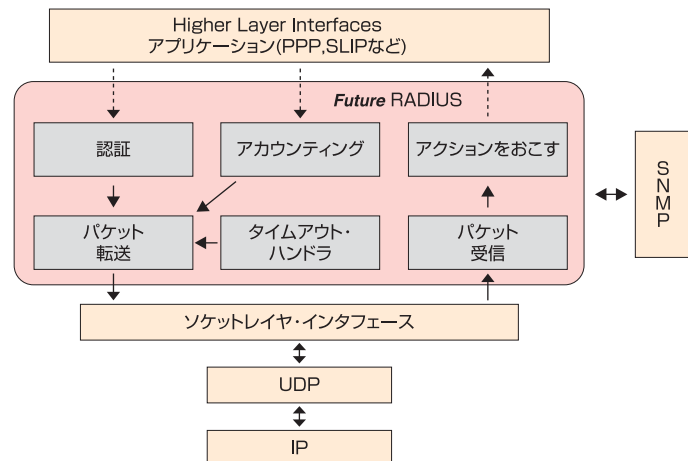 Higher Layer Interfaces
アプリケーション(PPP,SLIPなど)
Future RADIUS
認証
アカウンティング
アクションをおこす
パケット
転送
タイムアウト・
ハンドラ
パケット
受信
SNMP
ソケットレイヤ・インタフェース
UDP
IP